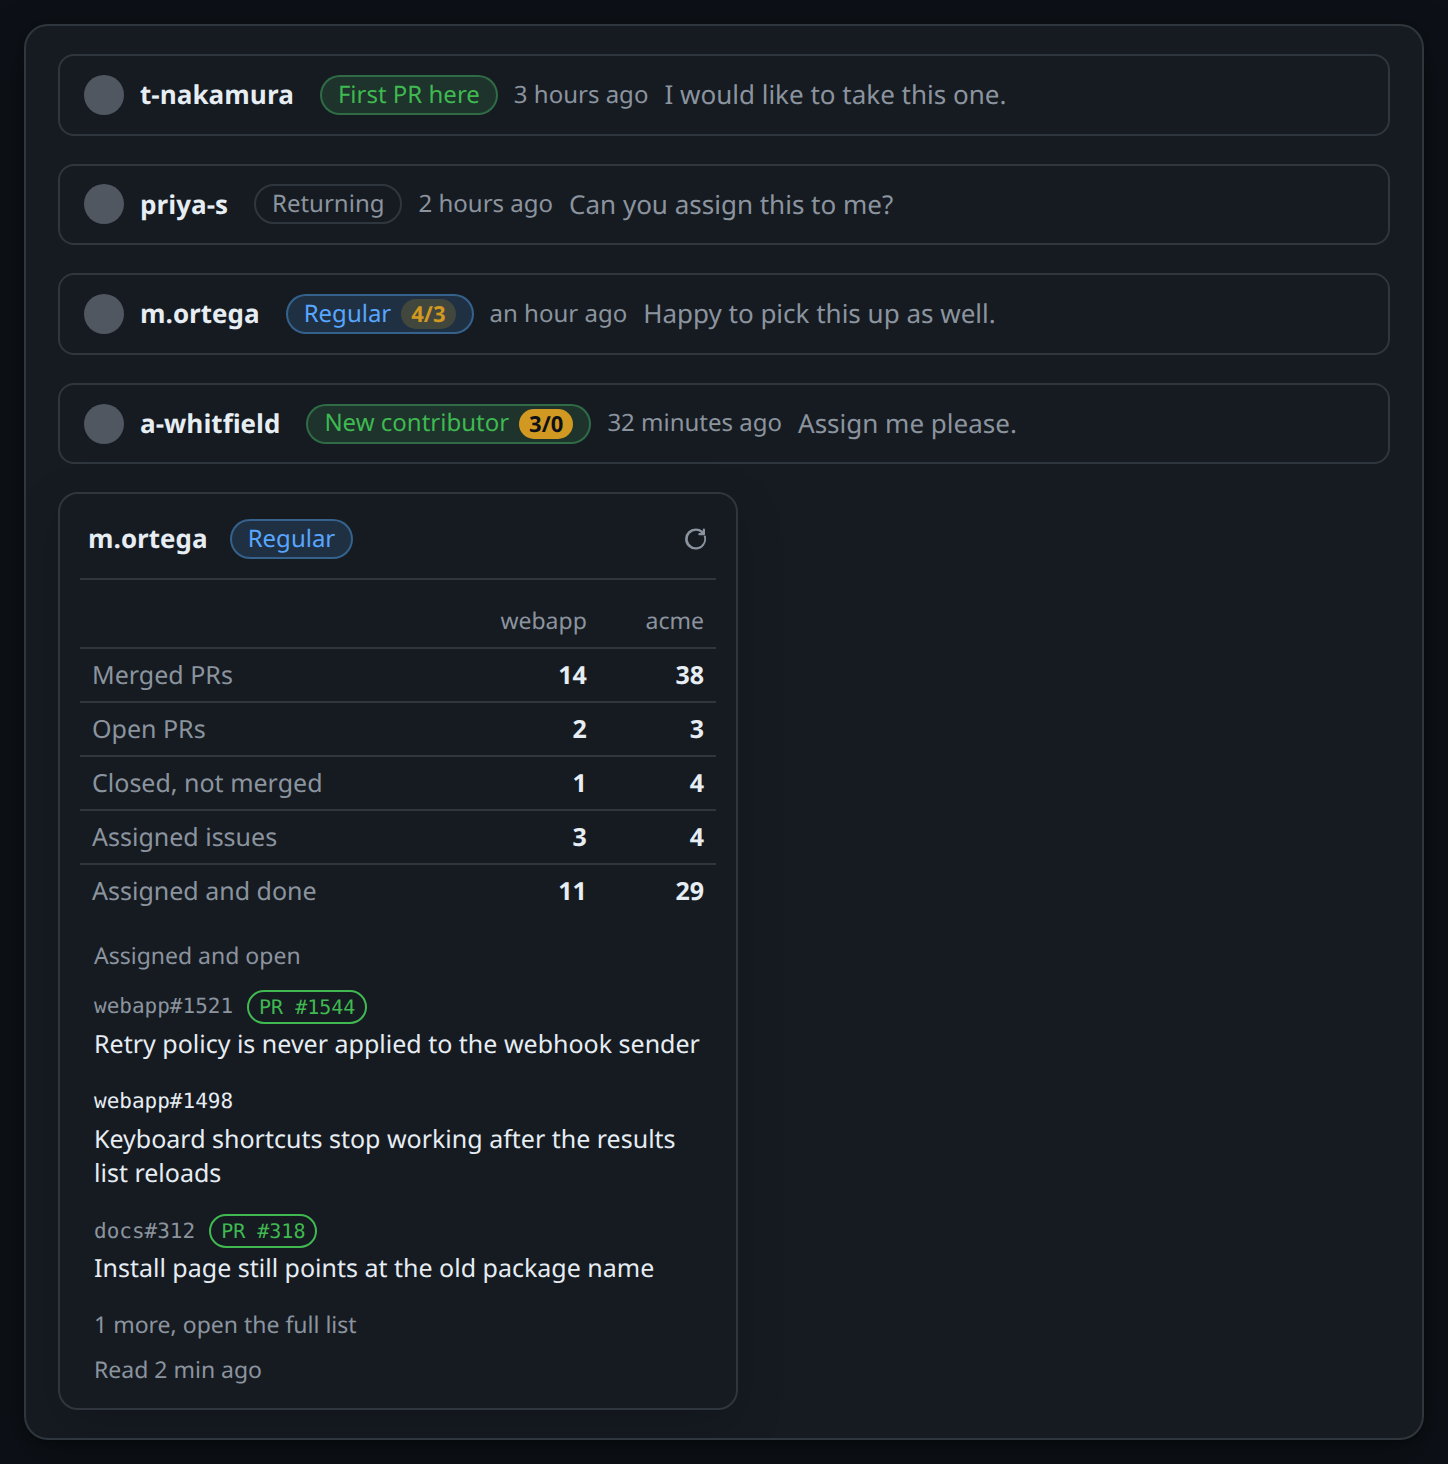 t-nakamura First PR here 3 hours ago I would like to take this one.
priya-s Returning 2 hours ago Can you assign this to me?
m.ortega Regular 4/3 an hour ago Happy to pick this up as well.
a-whitfield New contributor 3/0 32 minutes ago Assign me please.
m.ortega Regular
webapp acme
Merged PRs 14 38
Open PRs 2 3
Closed, not merged 1 4
Assigned issues 3 4
Assigned and done 11 29
Assigned and open
webapp#1521 PR #1544
Retry policy is never applied to the webhook sender
webapp#1498
Keyboard shortcuts stop working after the results
list reloads
docs#312 PR #318
Install page still points at the old package name
1 more, open the full list
Read 2 min ago